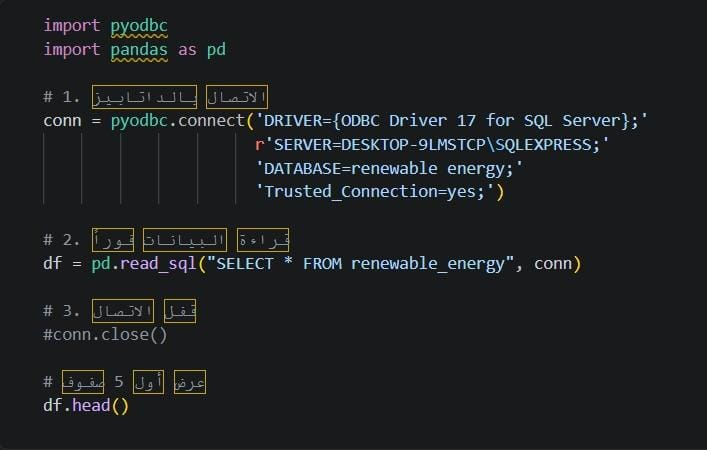 import pyodbc
import pandas as pd
# 1. الاتصال بالداتابيز
conn = pyodbc.connect('DRIVER={ODBC Driver 17 for SQL Server};'
r'SERVER=DESKTOP-9LMSTCP\SQLEXPRESS;'
'DATABASE=renewable energy;'
'Trusted_Connection=yes;')
# 2. قراءة البيانات فوراً
df = pd.read_sql("SELECT * FROM renewable_energy", conn)
# 3. قفل الاتصال
#conn.close()
# عرض أول 5 صفوف
df.head()